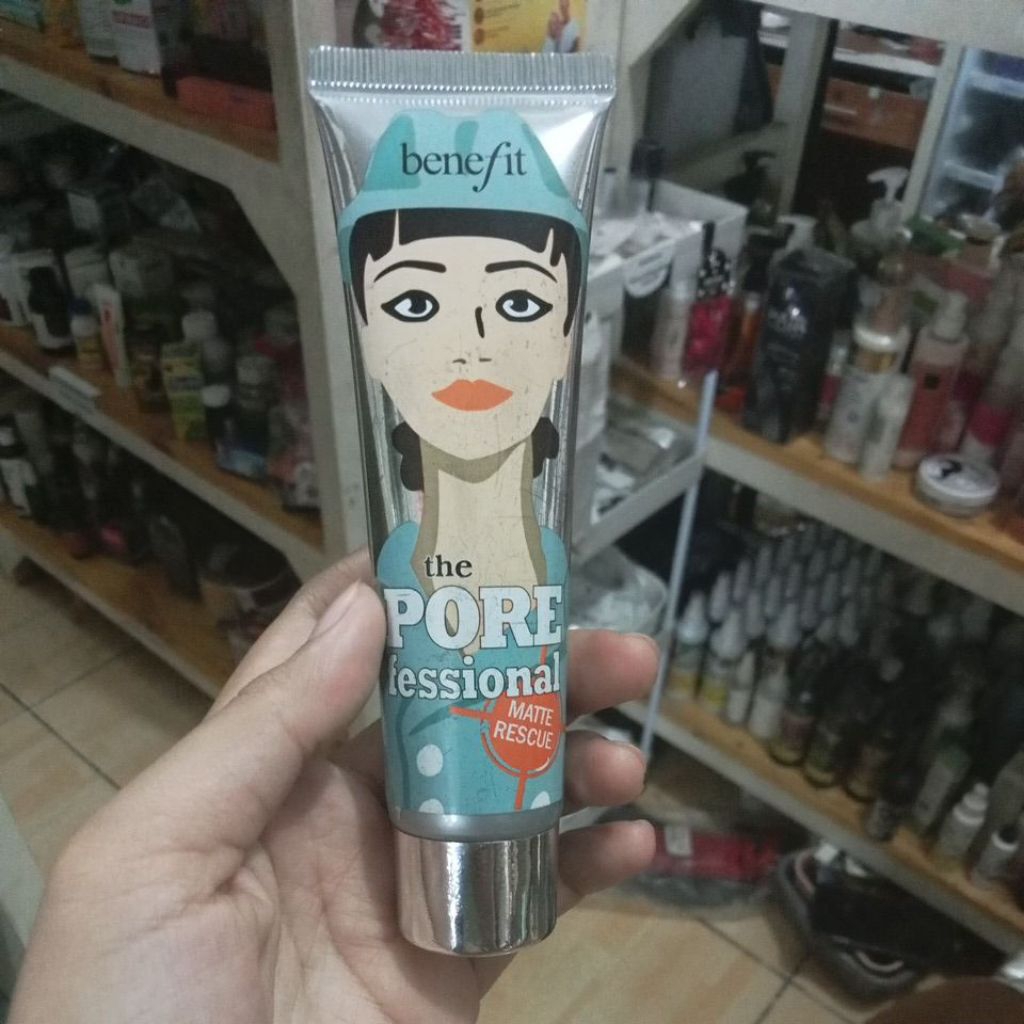 benefit
the
PORE
fessional
MATTE
RESCUE